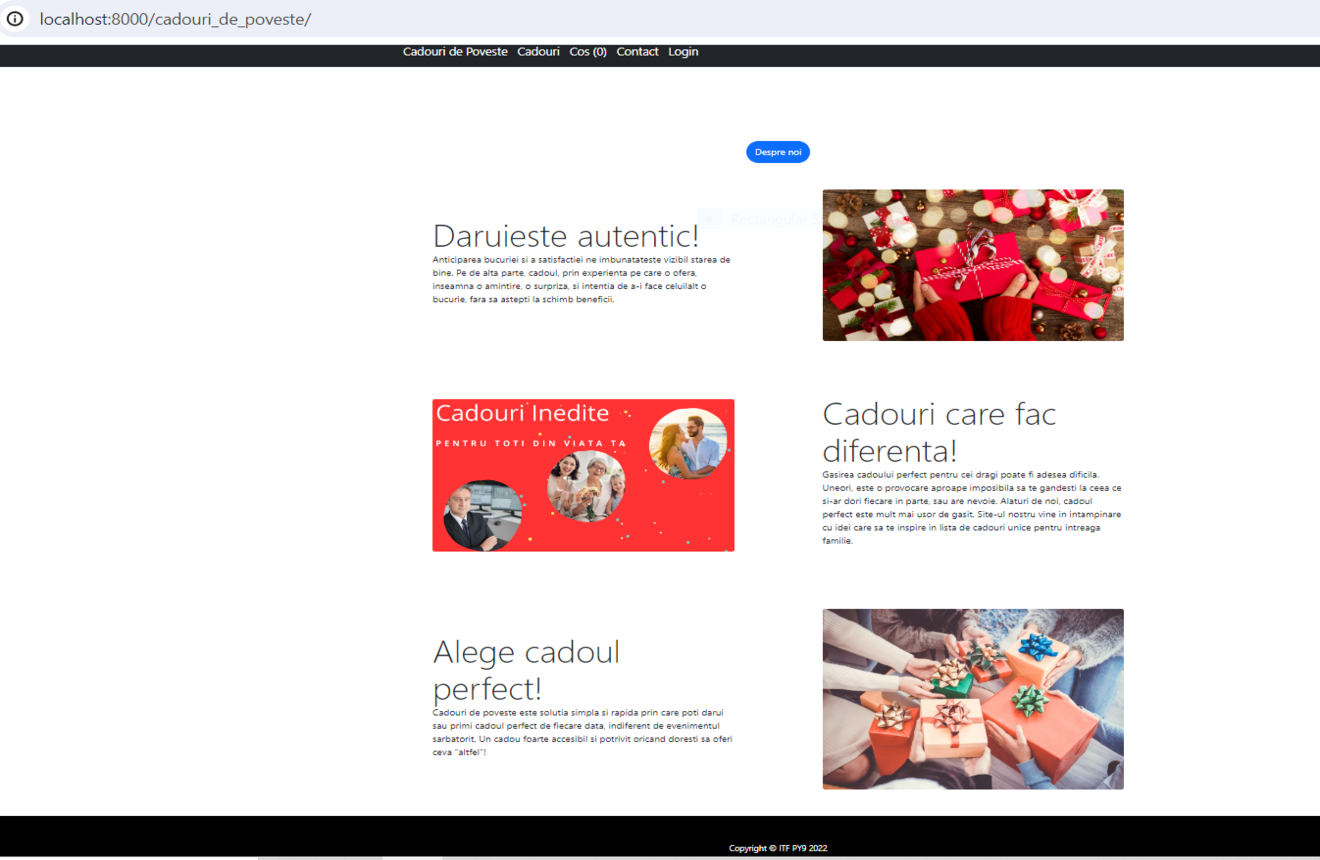 localhost:8000/cadouri_de_poveste/
Cadouri de Poveste Cadouri Cos (0) Contact Login
Despre noi
Rectangular S
Daruieste autentic!
Anticiparea bucuriei si a satisfactiei ne imbunatateste vizibil starea de
bine. Pe de alta parte, cadoul, prin experienta pe care o ofera,
inseamna o amintire, o surpriza, si intentia de a-i face celuilalt o
bucurie, fara sa astepti la schimb beneficii.
Cadouri Inedite
PENTRU TOTI DIN VIATA TA
Cadouri care fac
diferenta!
Gasirea cadoului perfect pentru cei dragi poate fi adesea dificila.
Uneori, este o provocare aproape imposibila sa te gandesti la ceea ce
si-ar dori fiecare in parte, sau are nevoie. Alaturi de noi, cadoul
perfect este mult mai usor de gasit. Site-ul nostru vine in intampinare
cu idei care sa te inspire in lista de cadouri unice pentru intreaga
familie.
Alege cadoul
perfect!
Cadouri de poveste este solutia simpla si rapida prin care poti darui
sau primi cadoul perfect de fiecare data, indiferent de evenimentul
sarbatorit. Un cadou foarte accesibil si potrivit oricand doresti sa oferi
ceva "altfel"!
Copyright © ITF PY9 2022